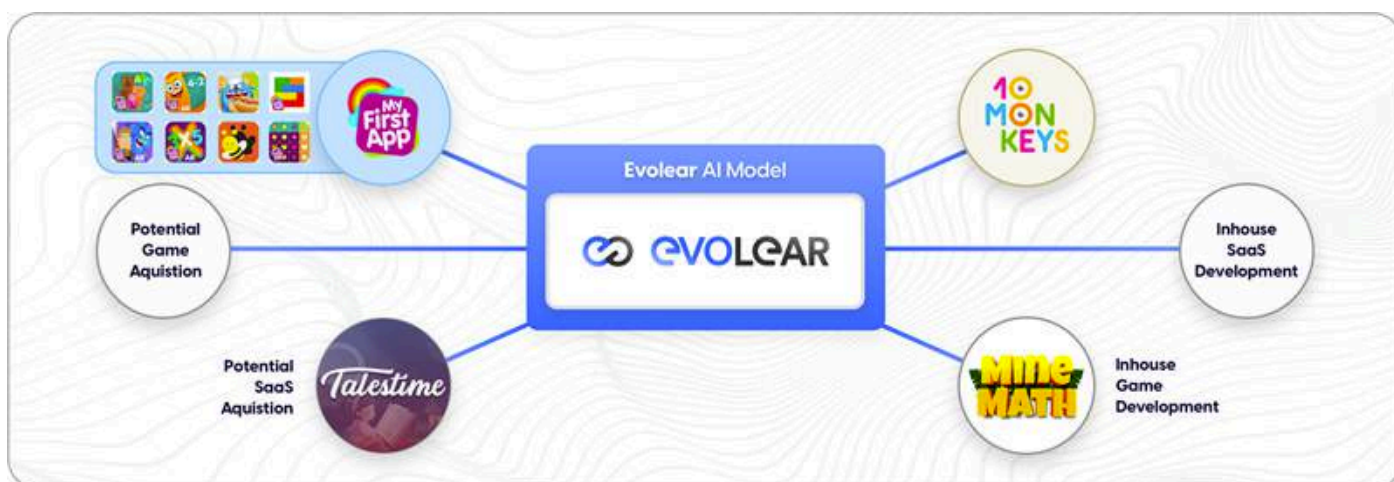 My
First
App
10
MON
KEYS
Evolear AI Model
EVOLEAR
Potential
Game
Aquistion
Inhouse
SaaS
Development
Potential
SaaS
Aquistion
Talestime
Mine
MATH
Inhouse
Game
Development